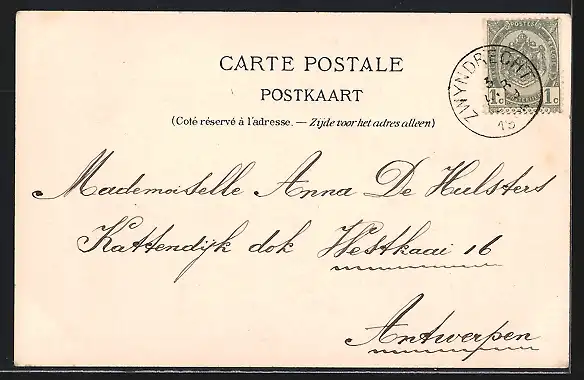 CARTE POSTALE
POSTKAART
(Coté réservé à l'adresse. — Zijde voor het adres alleen)
ZWYNDRECHT
1c 1c
Mademoiselle Anna De Hulsters
Kattendijk dok Westkaai 16
Antwerpen